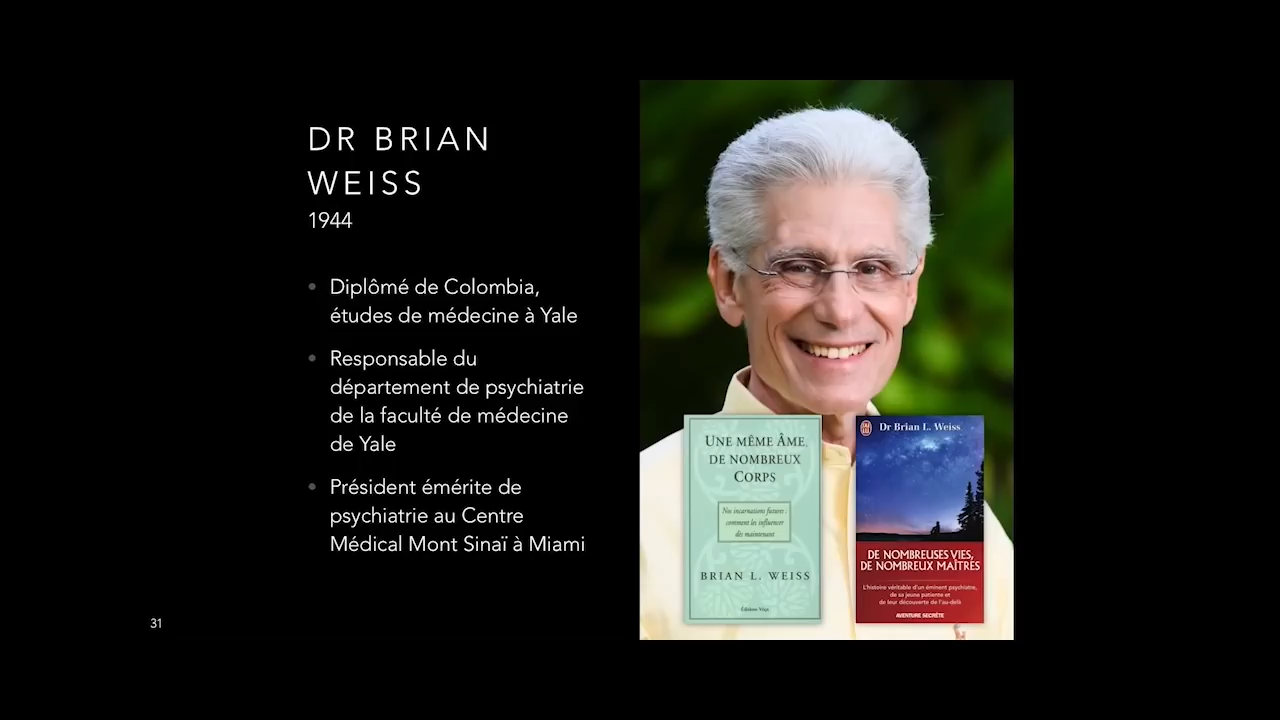 DR BRIAN
WEISS
1944
Diplômé de Colombia,
études de médecine à Yale
Responsable du
département de psychiatrie
de la faculté de médecine
de Yale
Président émérite de
psychiatrie au Centre
Médical Mont Sinaï à Miami
31
UNE MÊME ÂME,
DE NOMBREUX
CORPS
Nos incarnations futures :
comment les influencer
dès maintenant
BRIAN L. WEISS
Dr Brian L. Weiss
DE NOMBREUSES VIES,
DE NOMBREUX MAÎTRES
L'histoire véritable d'un éminent psychiatre,
de sa jeune patiente et
de leur découverte de l'au-delà
AVENTURE SECRÈTE